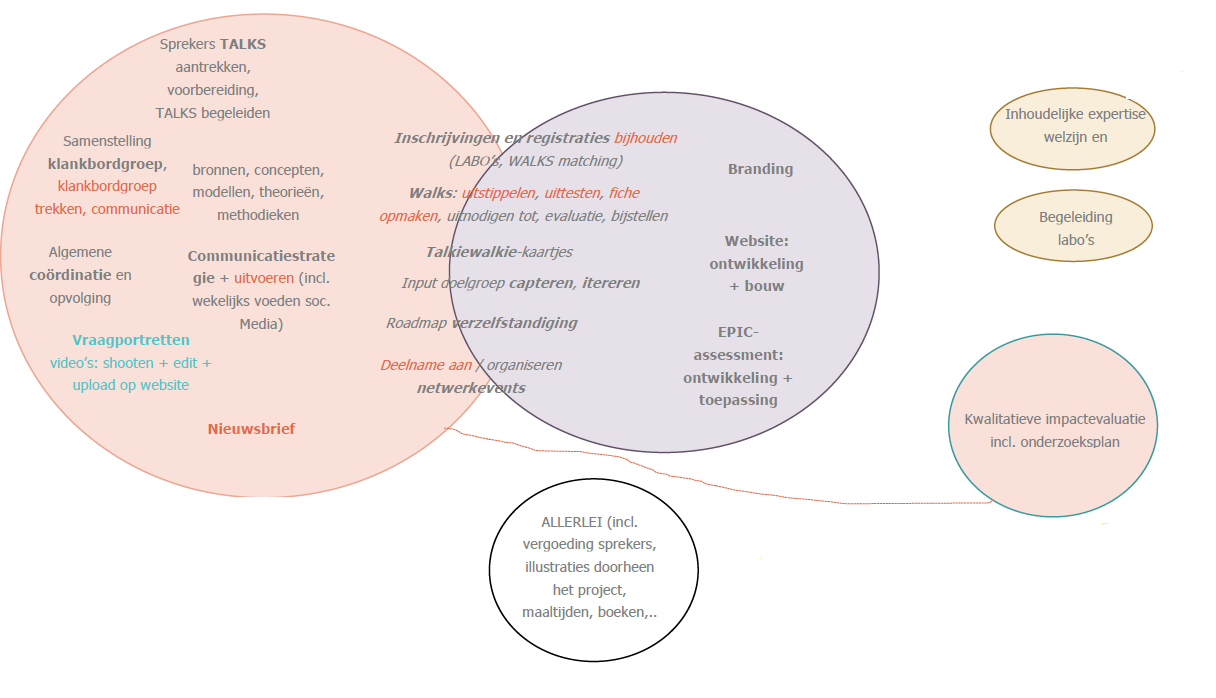 Sprekers TALKS
aantrekken,
voorbereiding,
TALKS begeleiden
Samenstelling
klankbordgroep,
klankbordgroep
trekken, communicatie
bronnen, concepten,
modellen, theorieën,
methodieken
Algemene
coördinatie en
opvolging
Communicatiestrate
gie + uitvoeren (incl.
wekelijks voeden soc.
Media)
Vraagportretten
video's: shooten + edit +
upload op website
Nieuwsbrief
Inschrijvingen en registraties bijhouden
(LABO's, WALKS matching)
Walks: uitstippelen, uittesten, fiche
opmaken, uitnodigen tot, evaluatie, bijstellen
Talkiewalkie-kaartjes
Input doelgroep capteren, itereren
Roadmap verzelfstandiging
Deelname aan / organiseren
netwerkevents
Branding
Website:
ontwikkeling
+ bouw
EPIC-
assessment:
ontwikkeling +
toepassing
Inhoudelijke expertise
welzijn en
Begeleiding
labo's
Kwalitatieve impactevaluatie
incl. onderzoeksplan
ALLERLEI (incl.
vergoeding sprekers,
illustraties doorheen
het project,
maaltijden, boeken,..